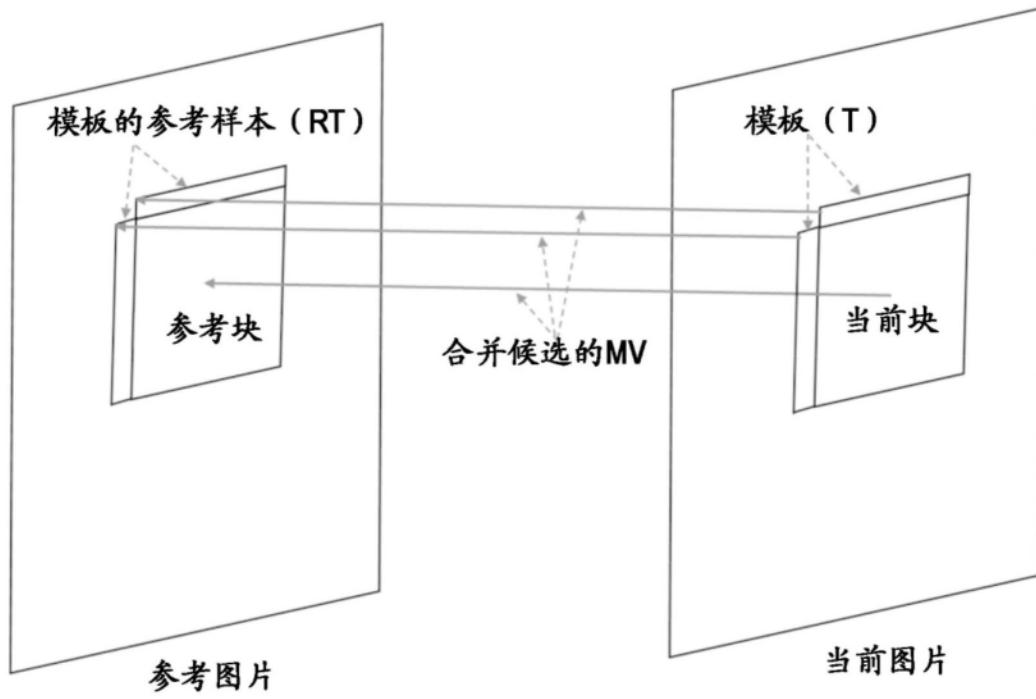 模板的参考样本（RT）
模板（T）
参考块
当前块
合并候选的MV
参考图片
当前图片